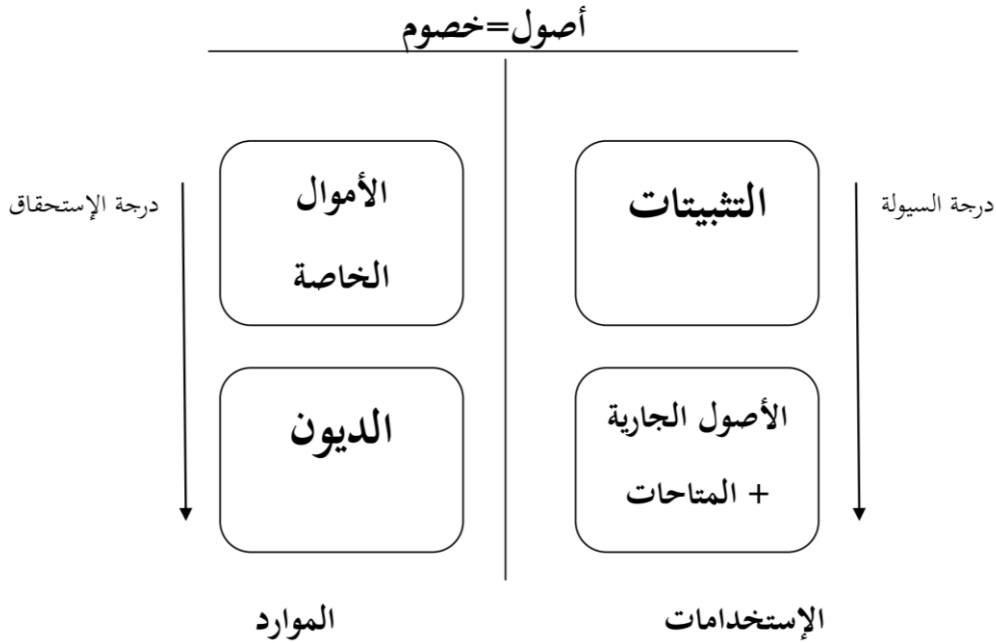 أصول=خصوم
درجة السيولة
التثبيتات
الأصول الجارية
+ المتاحات
الإستخدامات
الأموال
الخاصة
درجة الإستحقاق
الديون
الموارد